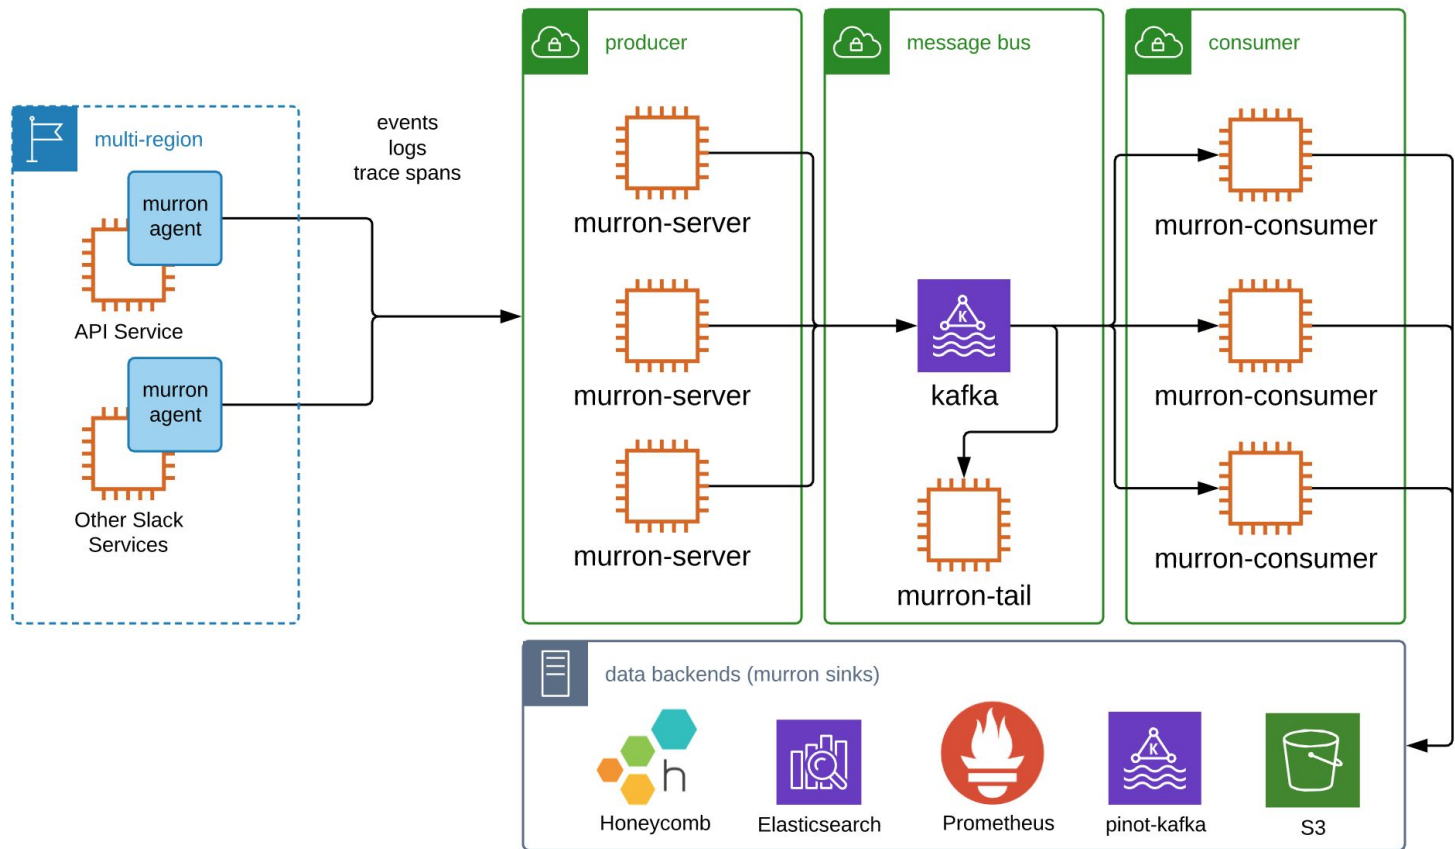 producer
message bus
consumer
multi-region
events
logs
trace spans
murron
agent
API Service
murron
agent
Other Slack
Services
murron-server
murron-server
murron-server
K
kafka
murron-tail
murron-consumer
murron-consumer
murron-consumer
data backends (murron sinks)
h
Honeycomb
Elasticsearch
Prometheus
K
pinot-kafka
S3